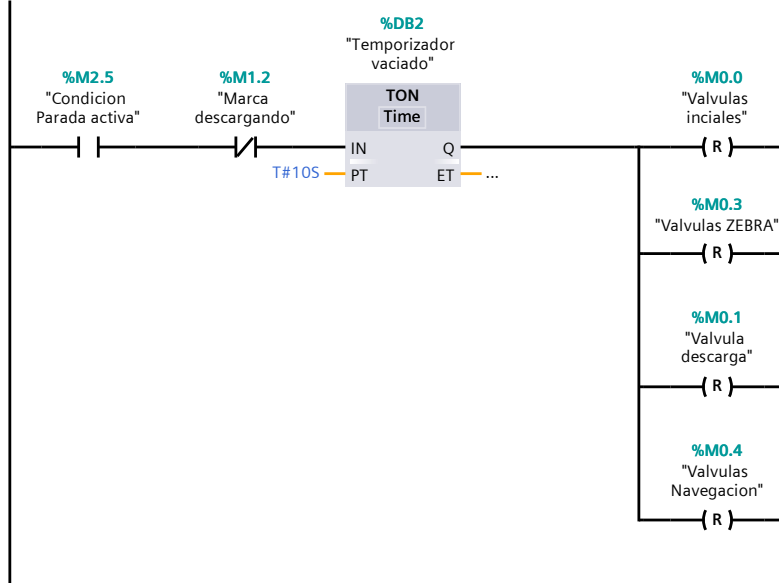 %DB2
"Temporizador
vaciado"
%M2.5
"Condicion
Parada activa"
%M1.2
"Marca
descargando"
TON
Time
%M0.0
"Valvulas
inciales"
IN
Q
R
T#10S
PT
ET
...
%M0.3
"Valvulas ZEBRA"
R
%M0.1
"Valvula
descarga"
R
%M0.4
"Valvulas
Navegacion"
R